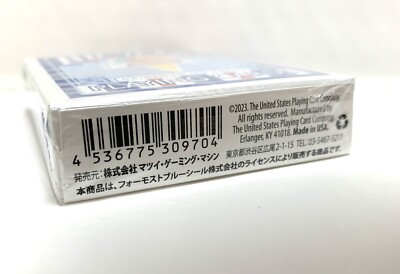 ©2023. The United States Playing Card Company.
All rights reserved. Manufactured by
The United States Playing Card Company,
Erlanger, KY 41018. Made in USA.
4 536775 309704
発売元：株式会社 マツイ・ゲーミング・マシン
東京都渋谷区広尾2-1-15 TEL:03-5467-5211
本商品は、フォーモストブルーシール株式会社のライセンスにより販売する商品です。